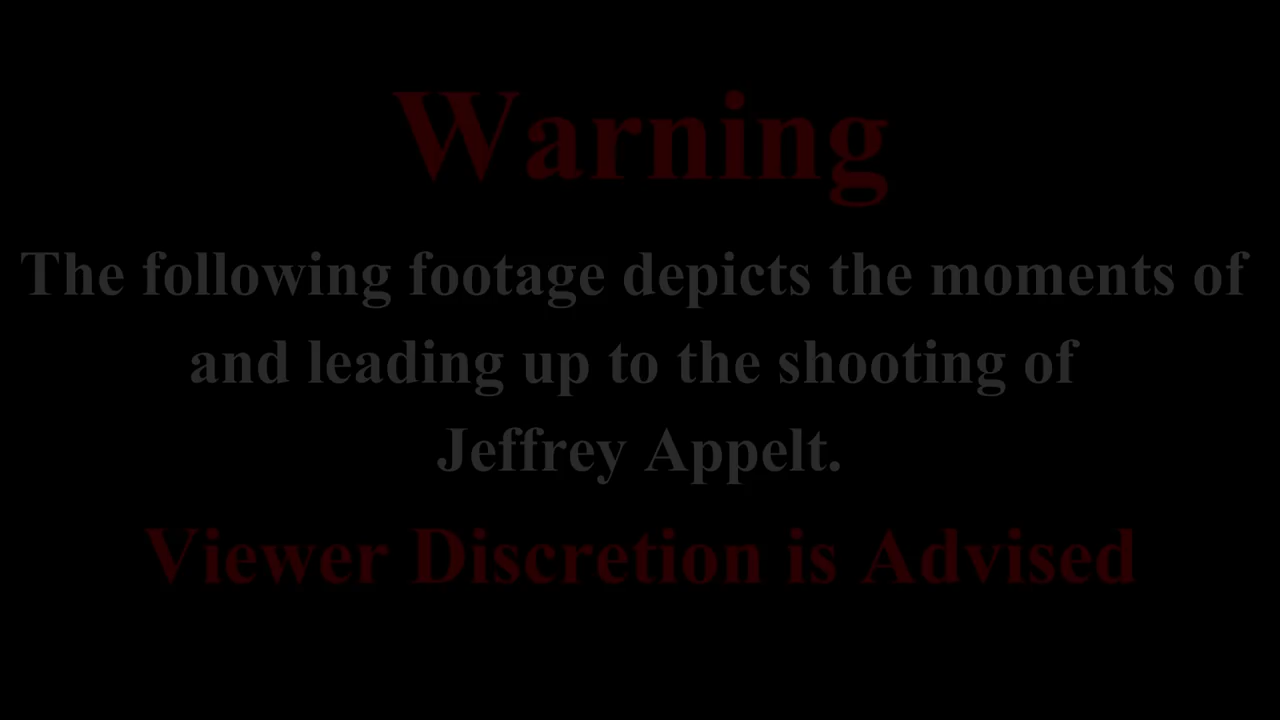 Warning
The following footage depicts the moments of
and leading up to the shooting of
Jeffrey Appelt.
Viewer Discretion is Advised